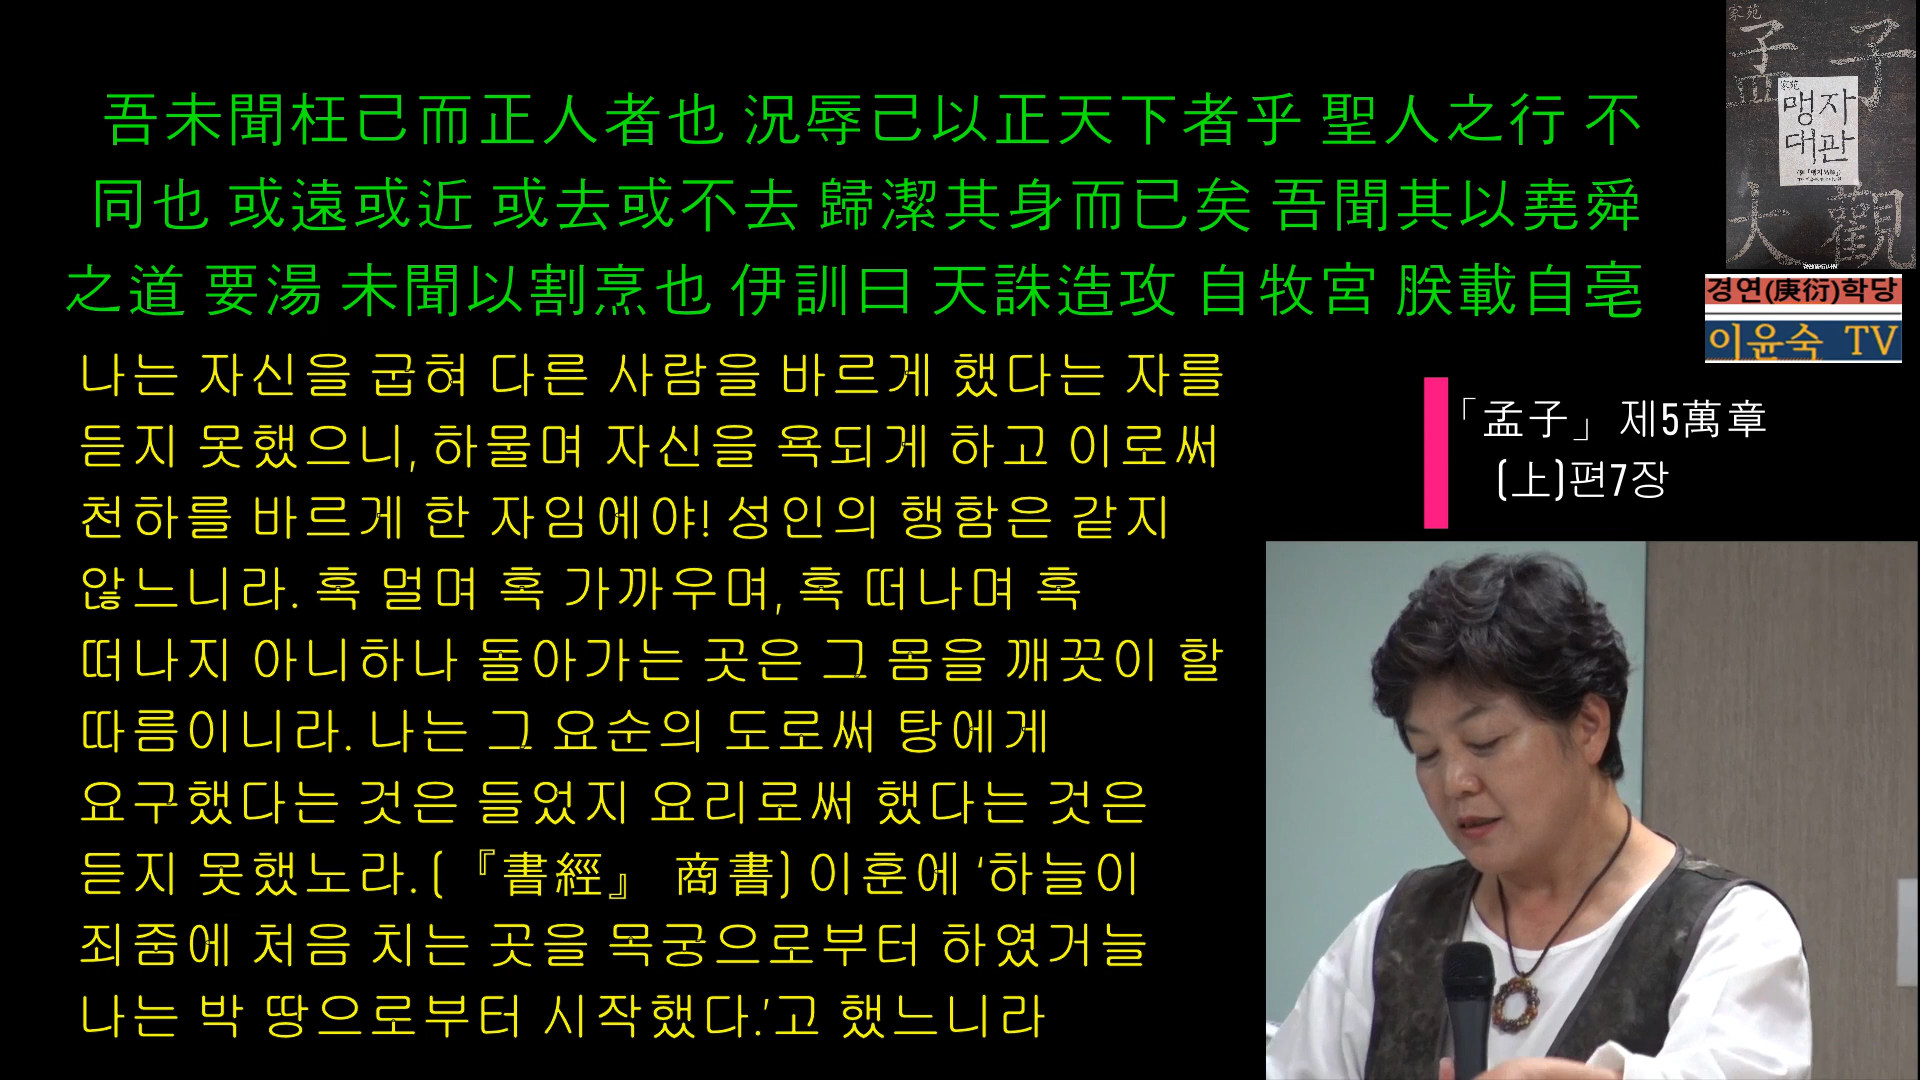 吾未聞枉己而正人者也 況辱己以正天下者乎 聖人之行 不
同也 或遠或近 或去或不去 歸潔其身而已矣 吾聞其以堯舜
之道 要湯 未聞以割烹也 伊訓曰 天誅造攻 自牧宮 朕載自亳
나는 자신을 굽혀 다른 사람을 바르게 했다는 자를
듣지 못했으니, 하물며 자신을 욕되게 하고 이로써
천하를 바르게 한 자임에야! 성인의 행함은 같지
않느니라. 혹 멀며 혹 가까우며, 혹 떠나며 혹
떠나지 아니하나 돌아가는 곳은 그 몸을 깨끗이 할
따름이니라. 나는 그 요순의 도로써 탕에게
요구했다는 것은 들었지 요리로써 했다는 것은
듣지 못했노라. (『書經』 商書) 이훈에 ‘하늘이
죄줌에 처음 치는 곳을 목궁으로부터 하였거늘
나는 박 땅으로부터 시작했다.’고 했느니라
家苑
孟子
맹자
대관
大觀
경연(庚衍)학당
이윤숙 TV
「孟子」 제5萬章
(上)편7장